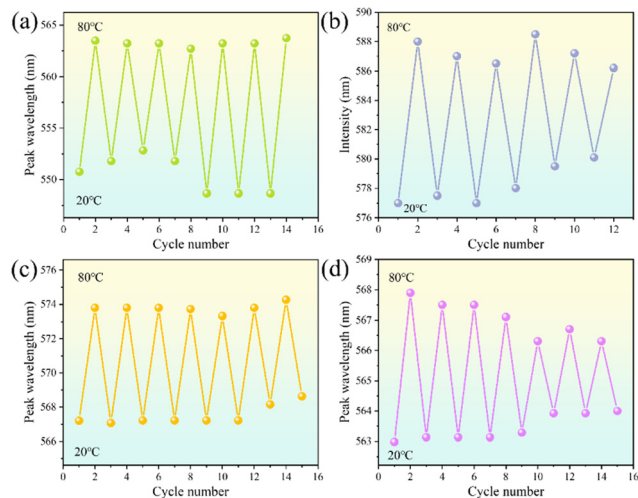 (a)
80°C
20°C
Peak wavelength (nm)
565
560
555
550
0 2 4 6 8 10 12 14 16
Cycle number
(b)
80°C
20°C
Intensity (nm)
590
588
586
584
582
580
578
576
0 2 4 6 8 10 12
Cycle number
(c)
80°C
20°C
Peak wavelength (nm)
576
574
572
570
568
566
0 2 4 6 8 10 12 14 16
Cycle number
(d)
80°C
20°C
Peak wavelength (nm)
569
568
567
566
565
564
563
0 2 4 6 8 10 12 14 16
Cycle number